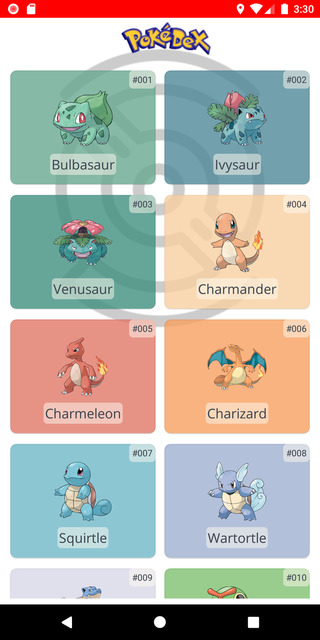 3:30
PokéDex
#001
Bulbasaur
#002
Ivysaur
#003
Venusaur
#004
Charmander
#005
Charmeleon
#006
Charizard
#007
Squirtle
#008
Wartortle
#009
#010